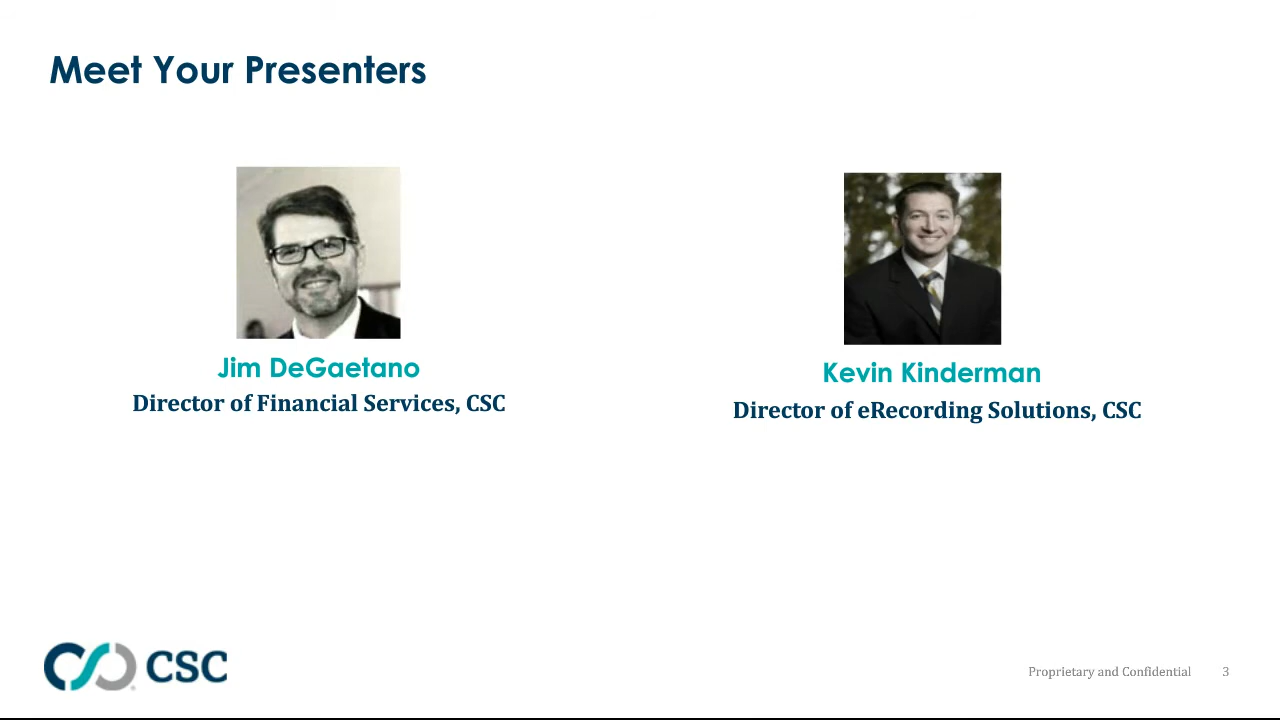 Meet Your Presenters
Jim DeGaetano
Director of Financial Services, CSC
Kevin Kinderman
Director of eRecording Solutions, CSC
CSC
Proprietary and Confidential 3